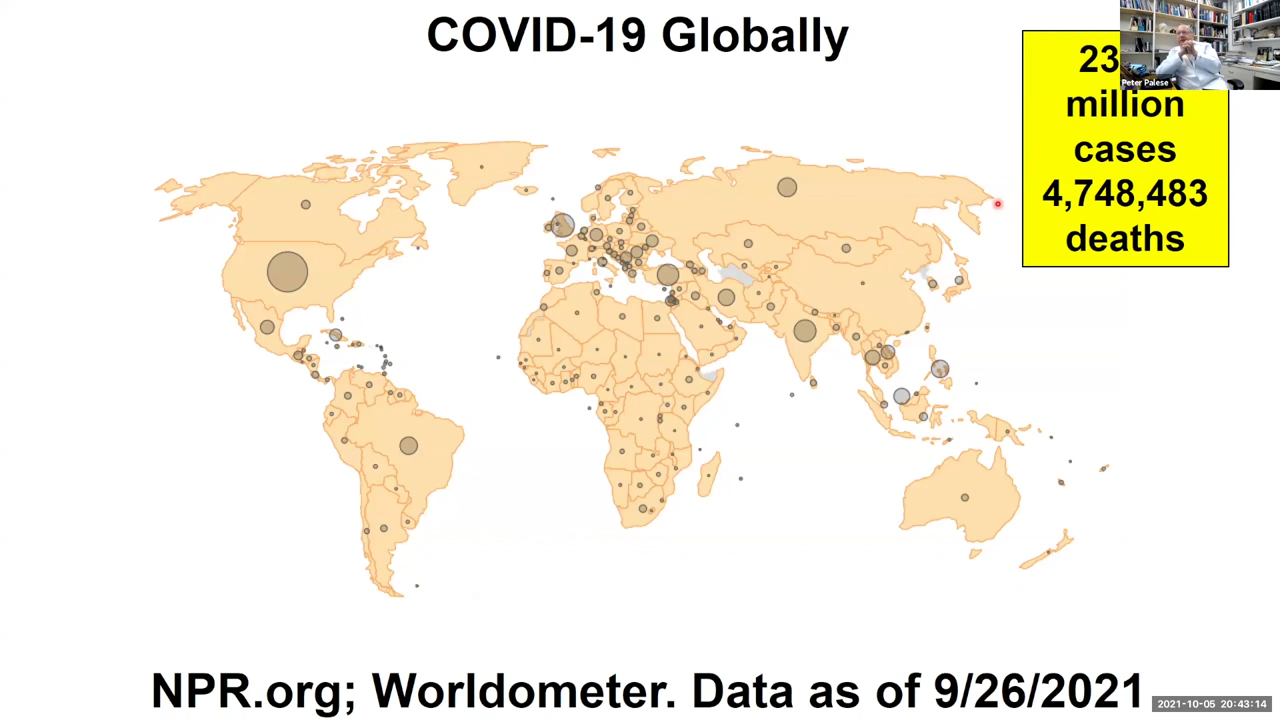 COVID-19 Globally
23
million
cases
4,748,483
deaths
Peter Palese
NPR.org; Worldometer. Data as of 9/26/2021
2021-10-05 20:43:14